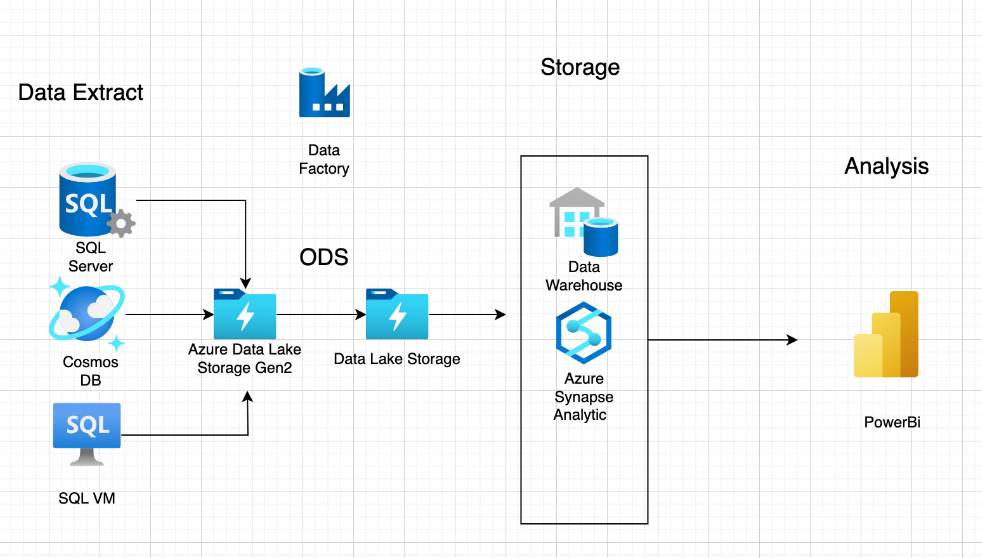 Data Extract
Data
Factory
Storage
Analysis
SQL
SQL
Server
ODS
Cosmos
DB
Azure Data Lake
Storage Gen2
Data Lake Storage
Data
Warehouse
Azure
Synapse
Analytic
SQL
SQL VM
PowerBi